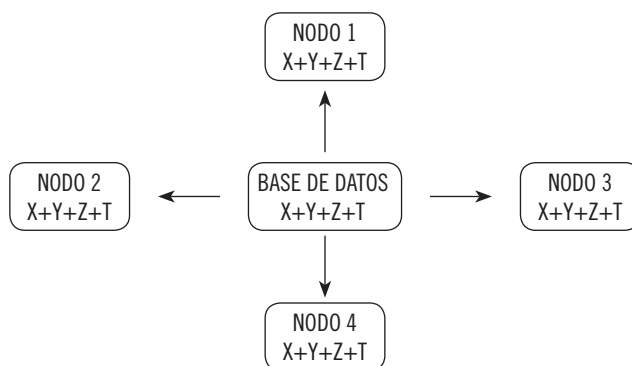 NODO 1
X+Y+Z+T
NODO 2
X+Y+Z+T
BASE DE DATOS
X+Y+Z+T
NODO 3
X+Y+Z+T
NODO 4
X+Y+Z+T